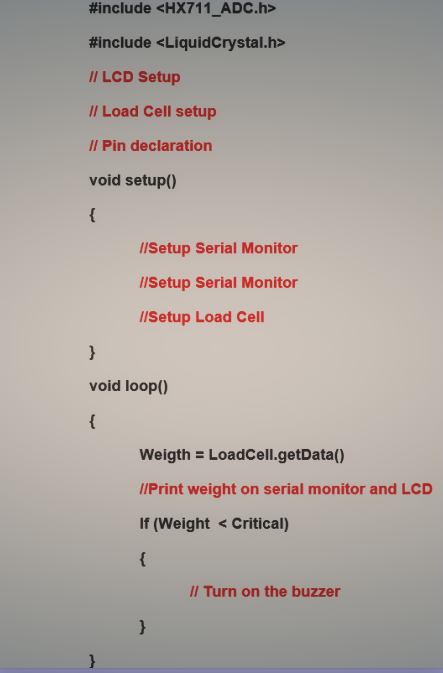 #include <HX711_ADC.h>
#include <LiquidCrystal.h>
// LCD Setup
// Load Cell setup
// Pin declaration
void setup()
{
//Setup Serial Monitor
//Setup Serial Monitor
//Setup Load Cell
}
void loop()
{
Weigth = LoadCell.getData()
//Print weight on serial monitor and LCD
If (Weight < Critical)
{
// Turn on the buzzer
}
}